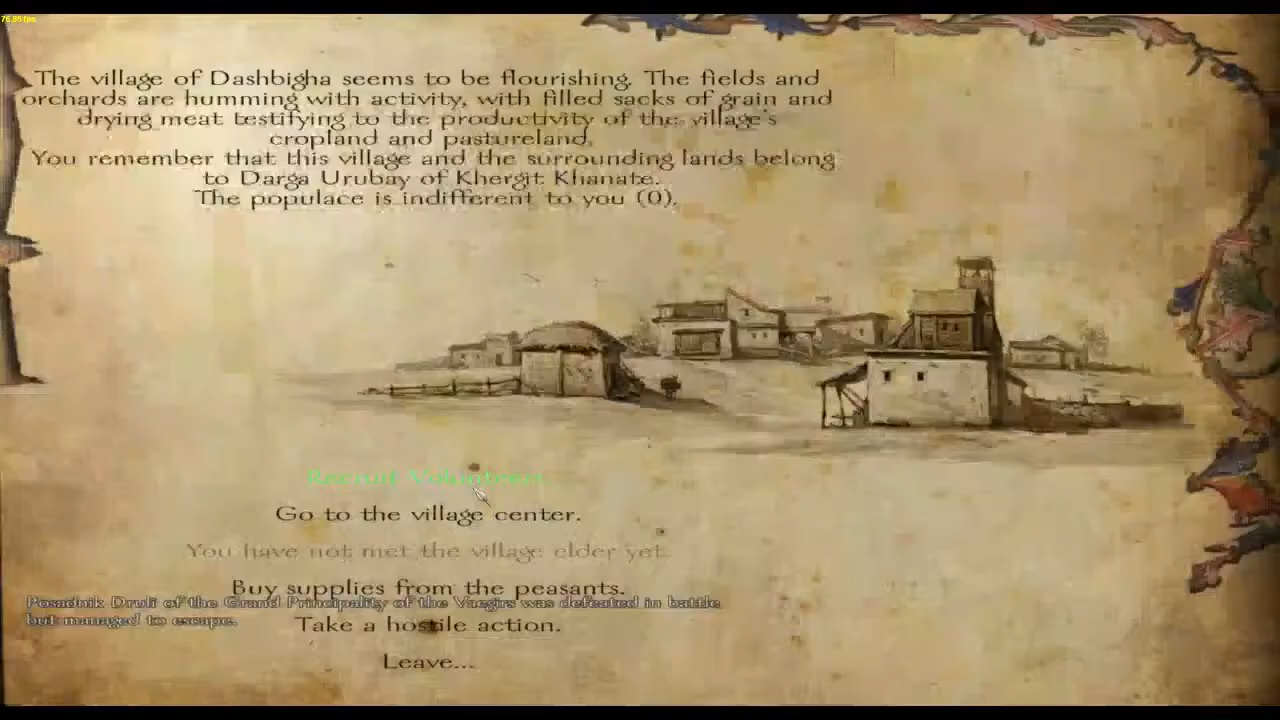 76.85 fps
The village of Dashbigha seems to be flourishing. The fields and
orchards are humming with activity, with filled sacks of grain and
drying meat testifying to the productivity of the village's
cropland and pastureland.
You remember that this village and the surrounding lands belong
to Darga Urubay of Khergit Khanate.
The populace is indifferent to you (0).
Recruit Volunteers.
Go to the village center.
You have not met the village elder yet.
Buy supplies from the peasants.
Posadnik Druli of the Grand Principality of the Vaegirs was defeated in battle
but managed to escape.
Take a hostile action.
Leave...